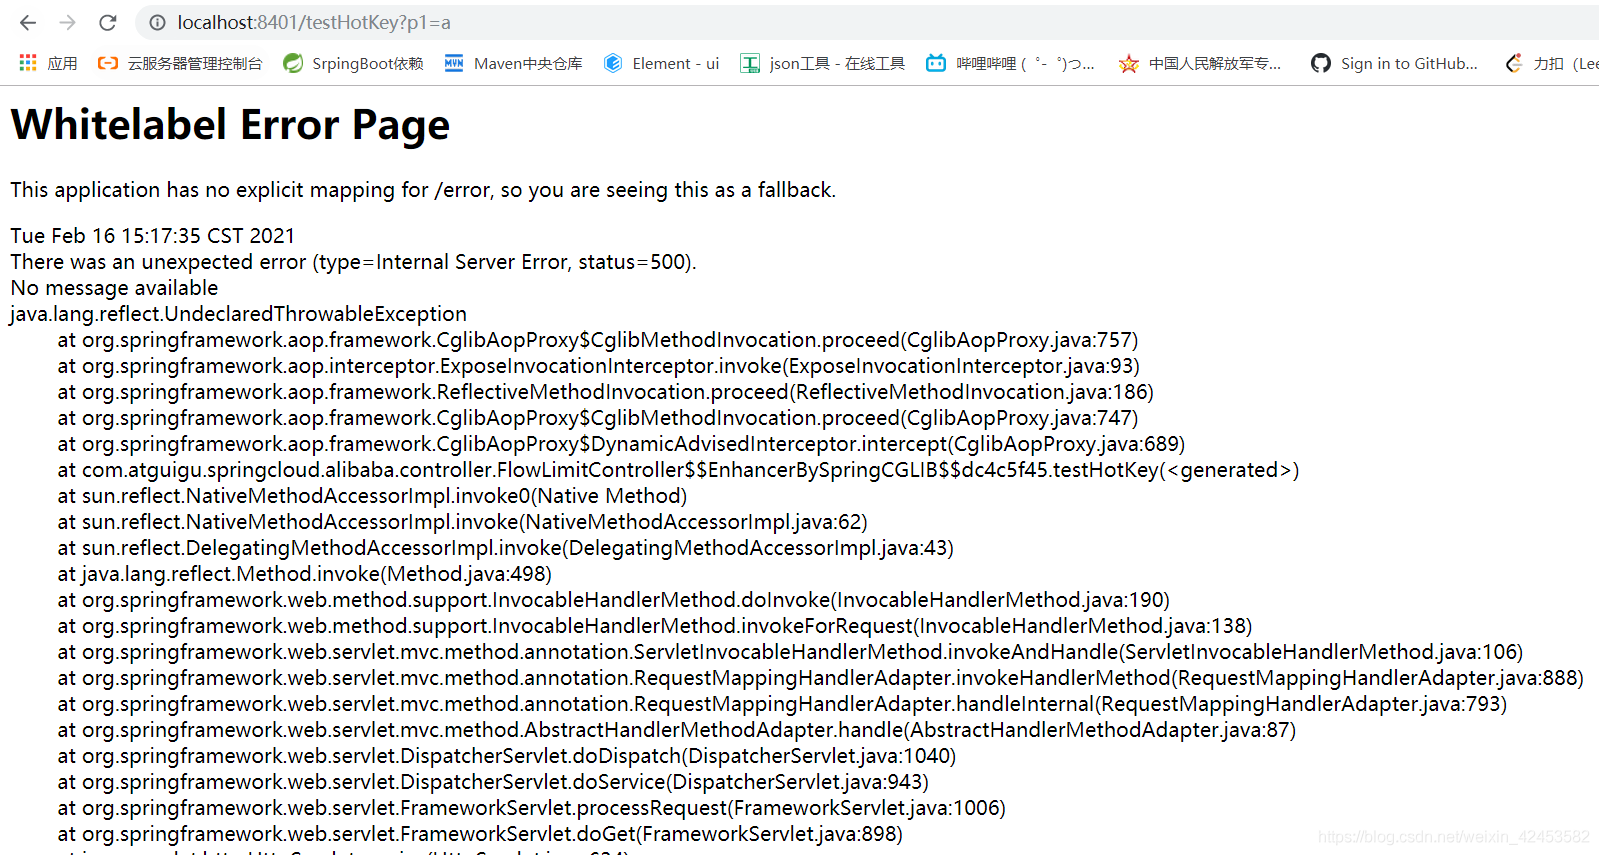 localhost:8401/testHotKey?p1=a
应用 云服务器管理控制台 SrpingBoot依赖 Maven中央仓库 Element - ui json工具 - 在线工具 哔哩哔哩 ( ゜- ゜)つ... 中国人民解放军专... Sign in to GitHub... 力扣 (Lee
Whitelabel Error Page
This application has no explicit mapping for /error, so you are seeing this as a fallback.
Tue Feb 16 15:17:35 CST 2021
There was an unexpected error (type=Internal Server Error, status=500).
No message available
java.lang.reflect.UndeclaredThrowableException
at org.springframework.aop.framework.CglibAopProxy$CglibMethodInvocation.proceed(CglibAopProxy.java:757)
at org.springframework.aop.interceptor.ExposeInvocationInterceptor.invoke(ExposeInvocationInterceptor.java:93)
at org.springframework.aop.framework.ReflectiveMethodInvocation.proceed(ReflectiveMethodInvocation.java:186)
at org.springframework.aop.framework.CglibAopProxy$CglibMethodInvocation.proceed(CglibAopProxy.java:747)
at org.springframework.aop.framework.CglibAopProxy$DynamicAdvisedInterceptor.intercept(CglibAopProxy.java:689)
at com.atguigu.springcloud.alibaba.controller.FlowLimitController$$EnhancerBySpringCGLIB$$dc4c5f45.testHotKey(<generated>)
at sun.reflect.NativeMethodAccessorImpl.invoke0(Native Method)
at sun.reflect.NativeMethodAccessorImpl.invoke(NativeMethodAccessorImpl.java:62)
at sun.reflect.DelegatingMethodAccessorImpl.invoke(DelegatingMethodAccessorImpl.java:43)
at java.lang.reflect.Method.invoke(Method.java:498)
at org.springframework.web.method.support.InvocableHandlerMethod.doInvoke(InvocableHandlerMethod.java:190)
at org.springframework.web.method.support.InvocableHandlerMethod.invokeForRequest(InvocableHandlerMethod.java:138)
at org.springframework.web.servlet.mvc.method.annotation.ServletInvocableHandlerMethod.invokeAndHandle(ServletInvocableHandlerMethod.java:106)
at org.springframework.web.servlet.mvc.method.annotation.RequestMappingHandlerAdapter.invokeHandlerMethod(RequestMappingHandlerAdapter.java:888)
at org.springframework.web.servlet.mvc.method.annotation.RequestMappingHandlerAdapter.handleInternal(RequestMappingHandlerAdapter.java:793)
at org.springframework.web.servlet.mvc.method.AbstractHandlerMethodAdapter.handle(AbstractHandlerMethodAdapter.java:87)
at org.springframework.web.servlet.DispatcherServlet.doDispatch(DispatcherServlet.java:1040)
at org.springframework.web.servlet.DispatcherServlet.doService(DispatcherServlet.java:943)
at org.springframework.web.servlet.FrameworkServlet.processRequest(FrameworkServlet.java:1006)
at org.springframework.web.servlet.FrameworkServlet.doGet(FrameworkServlet.java:898)
https://blog.csdn.net/weixin_42453582